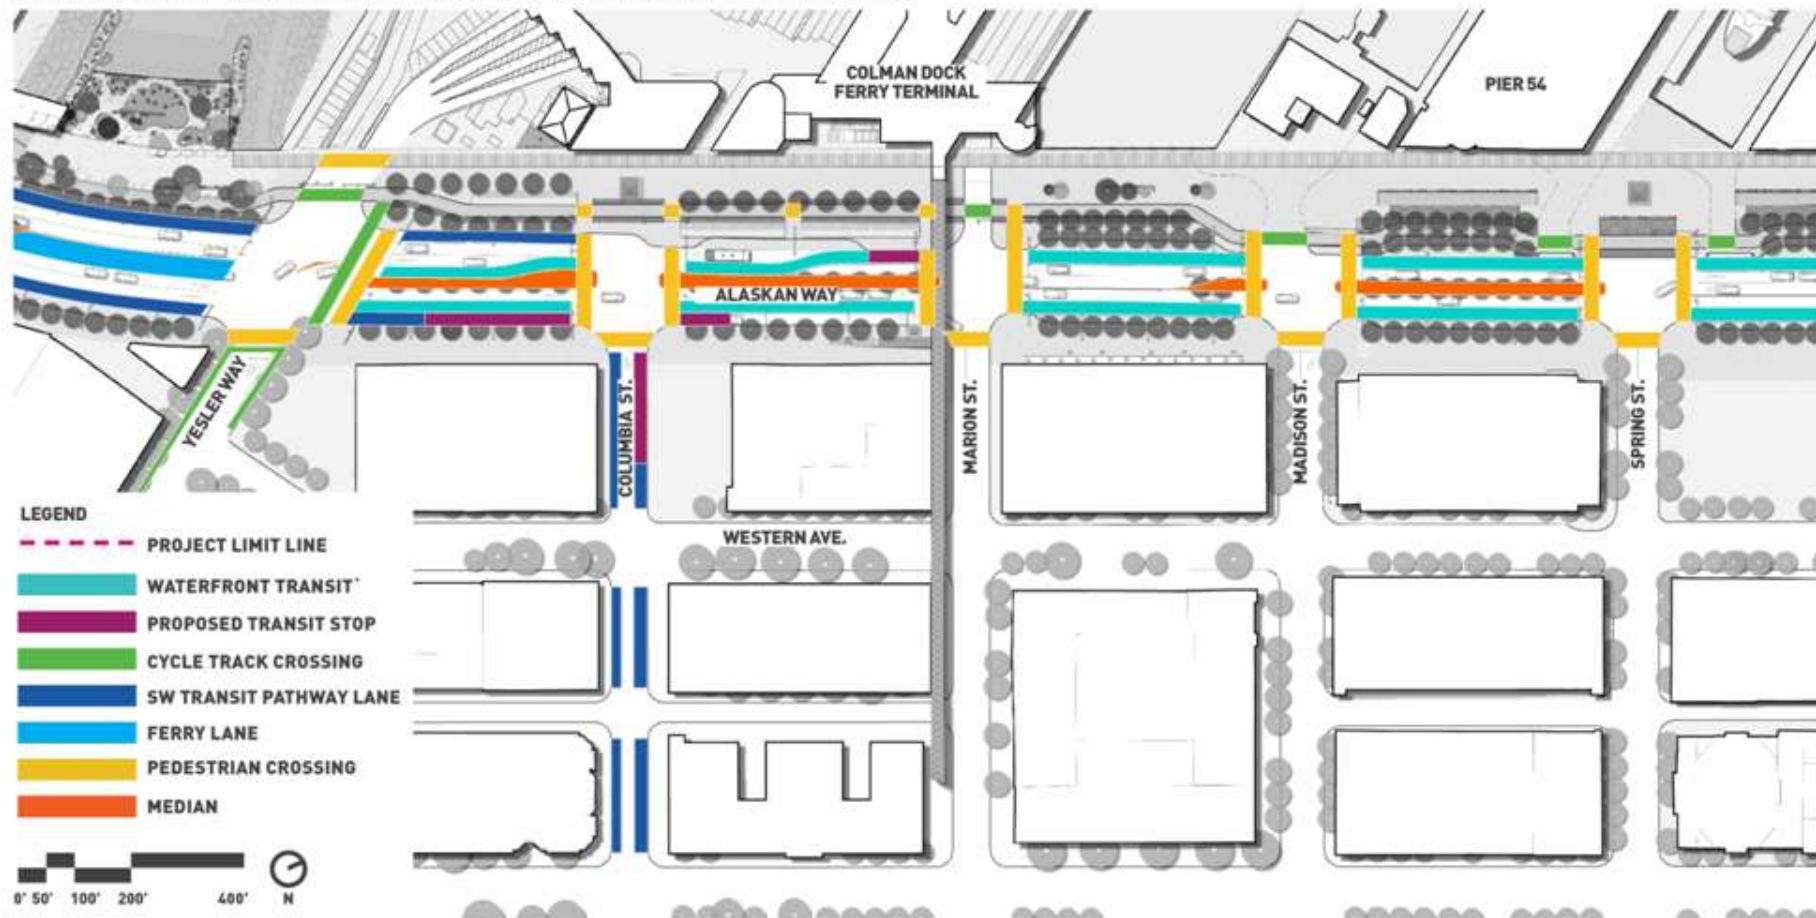 COLMAN DOCK
FERRY TERMINAL
PIER 54
ALASKAN WAY
YESLER WAY
COLUMBIA ST.
MARION ST.
MADISON ST.
SPRING ST.
WESTERN AVE.
LEGEND
PROJECT LIMIT LINE
WATERFRONT TRANSIT*
PROPOSED TRANSIT STOP
CYCLE TRACK CROSSING
SW TRANSIT PATHWAY LANE
FERRY LANE
PEDESTRIAN CROSSING
MEDIAN
0' 50' 100' 200' 400' N